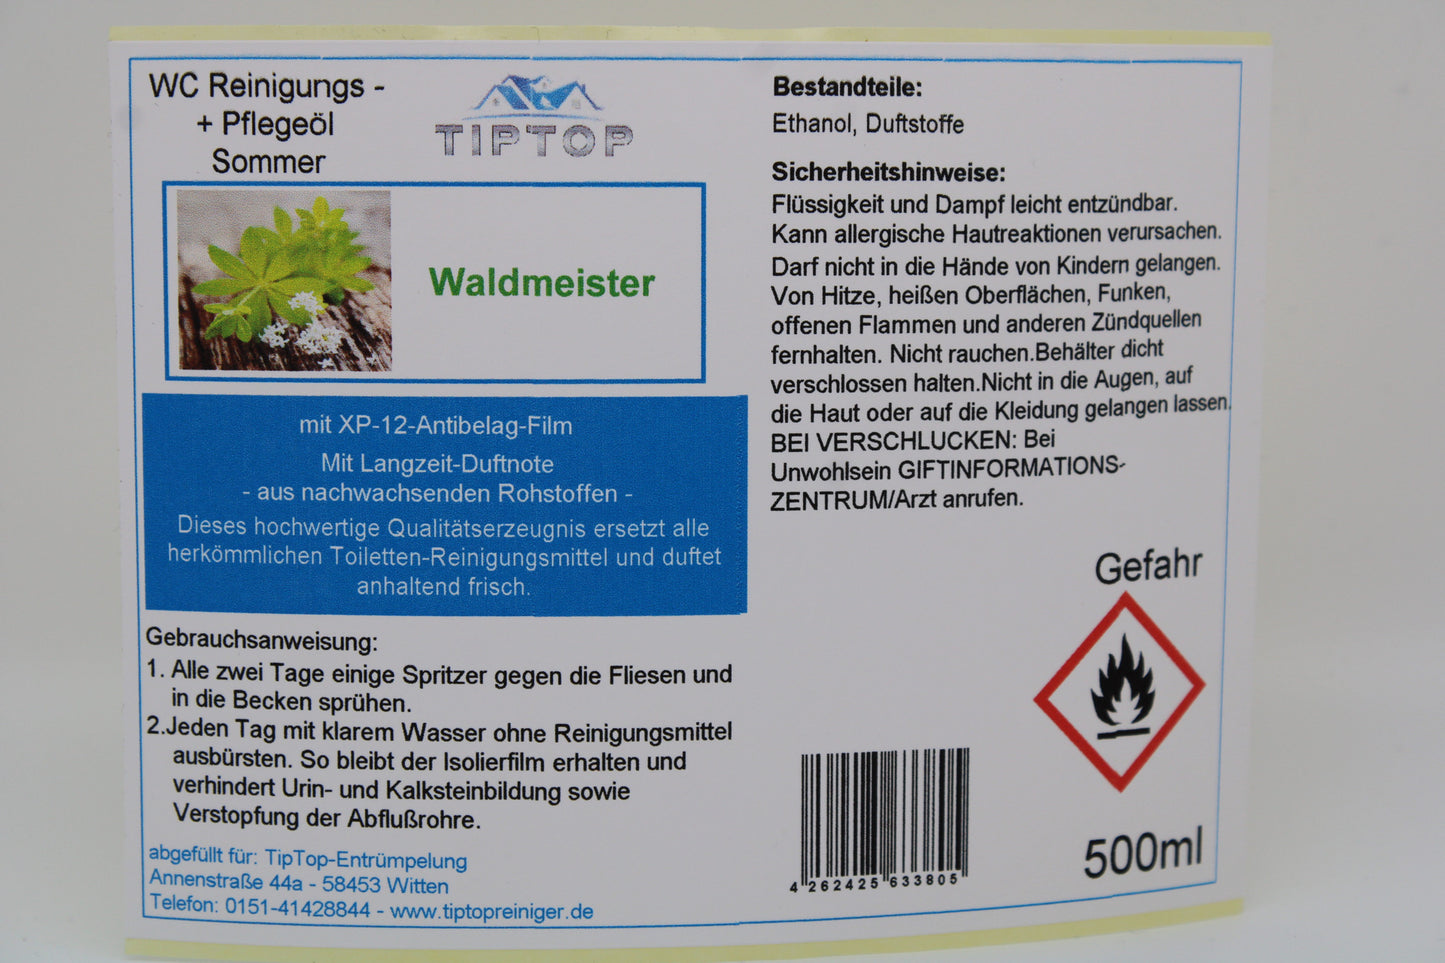 WC Reinigungs -
+ Pflegeöl
Sommer
TIPTOP
Waldmeister
mit XP-12-Antibelag-Film
Mit Langzeit-Duftnote
- aus nachwachsenden Rohstoffen -
Dieses hochwertige Qualitätserzeugnis ersetzt alle
herkömmlichen Toiletten-Reinigungsmittel und duftet
anhaltend frisch.
Gebrauchsanweisung:
1. Alle zwei Tage einige Spritzer gegen die Fliesen und
in die Becken sprühen.
2.Jeden Tag mit klarem Wasser ohne Reinigungsmittel
ausbürsten. So bleibt der Isolierfilm erhalten und
verhindert Urin- und Kalksteinbildung sowie
Verstopfung der Abflußrohre.
abgefüllt für: TipTop-Entrümpelung
Annenstraße 44a - 58453 Witten
Telefon: 0151-41428844 - www.tiptopreiniger.de
Bestandteile:
Ethanol, Duftstoffe
Sicherheitshinweise:
Flüssigkeit und Dampf leicht entzündbar.
Kann allergische Hautreaktionen verursachen.
Darf nicht in die Hände von Kindern gelangen.
Von Hitze, heißen Oberflächen, Funken,
offenen Flammen und anderen Zündquellen
fernhalten. Nicht rauchen.Behälter dicht
verschlossen halten.Nicht in die Augen, auf
die Haut oder auf die Kleidung gelangen lassen.
BEI VERSCHLUCKEN: Bei
Unwohlsein GIFTINFORMATIONS-
ZENTRUM/Arzt anrufen.
Gefahr
4 262425 633805
500ml